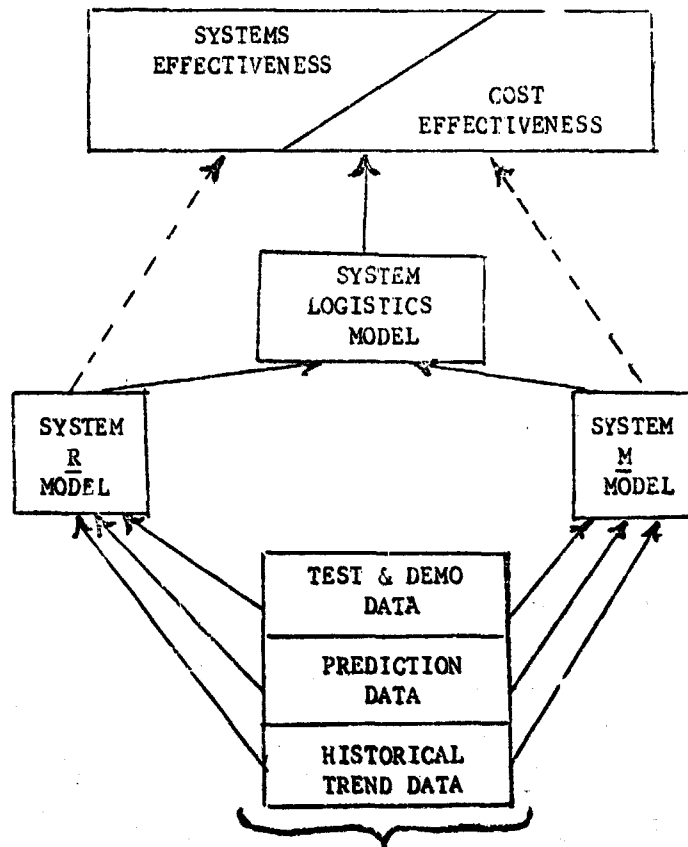 SYSTEMS
EFFECTIVENESS
COST
EFFECTIVENESS
SYSTEM
LOGISTICS
MODEL
SYSTEM
R
MODEL
SYSTEM
M
MODEL
TEST & DEMO
DATA
PREDICTION
DATA
HISTORICAL
TREND DATA